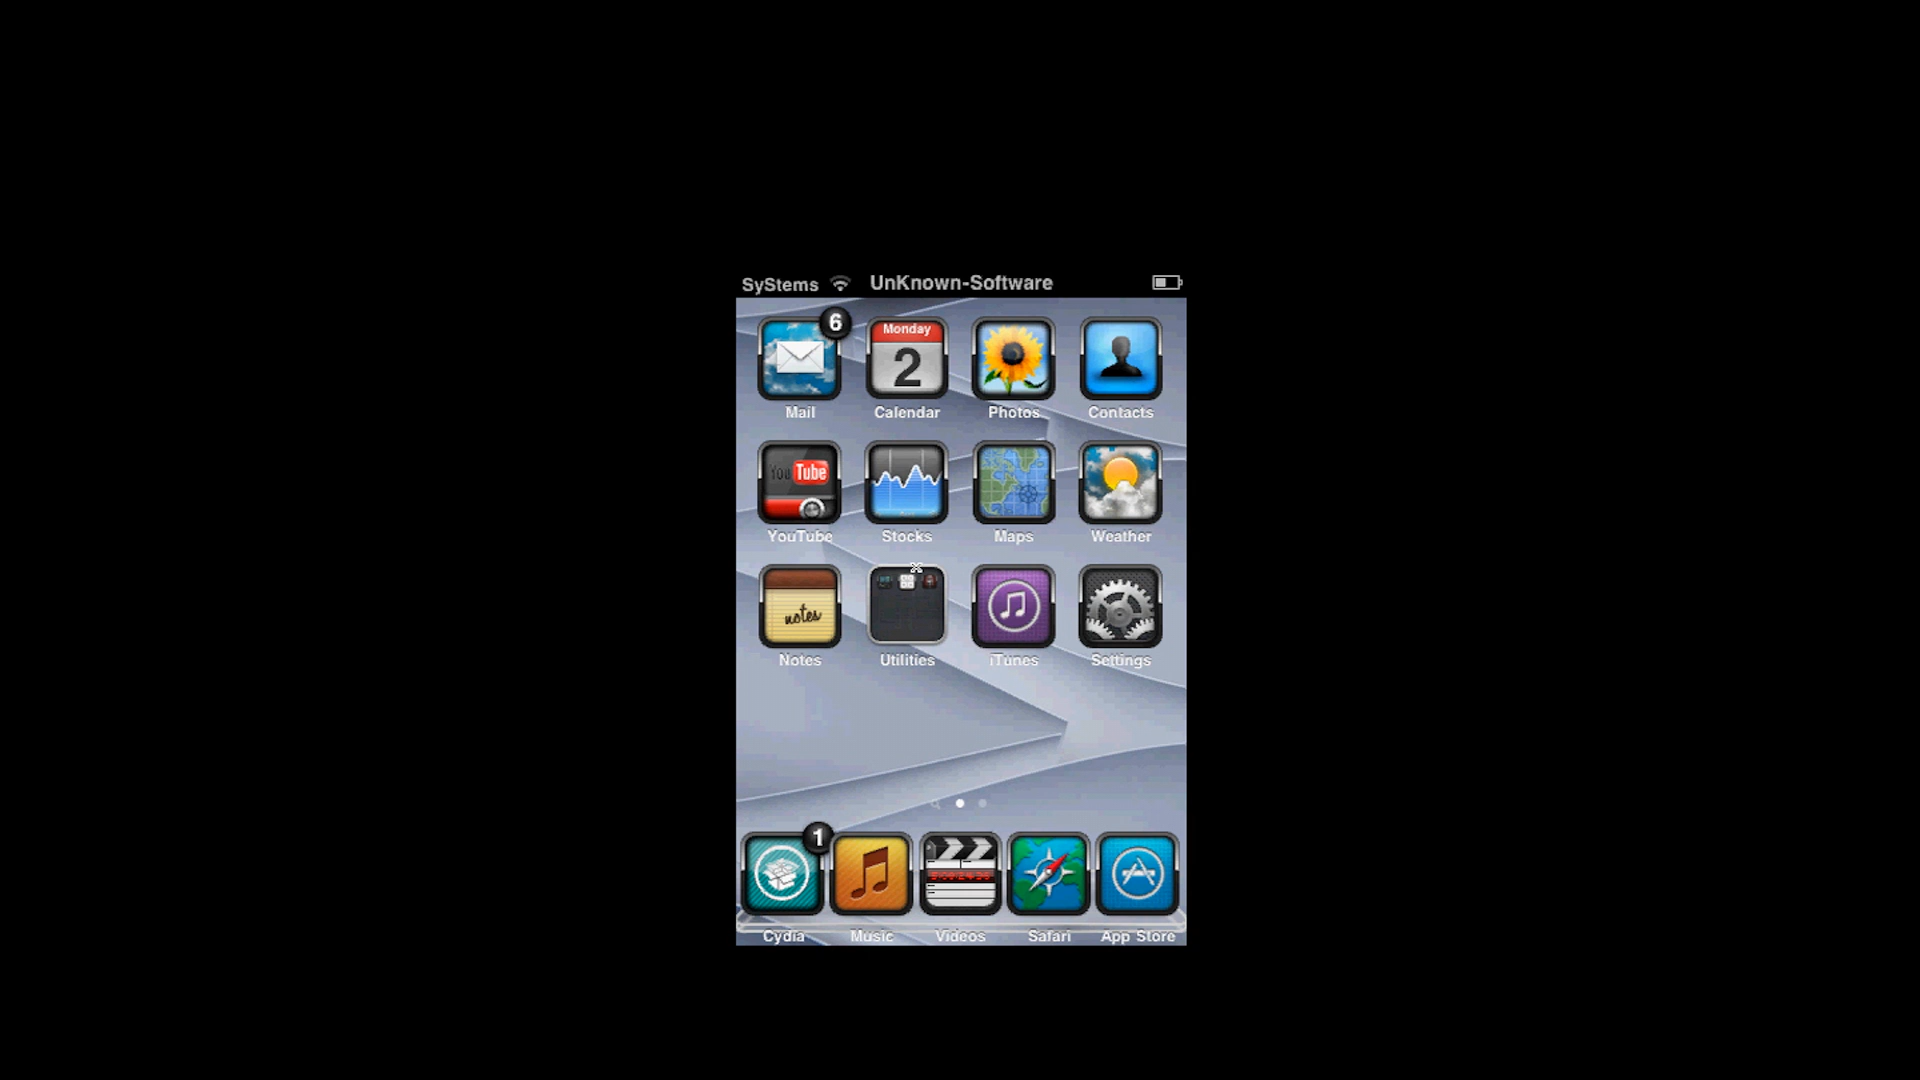 SyStems UnKnown-Software
6
Monday
2
Mail Calendar Photos Contacts
You Tube
YouTube Stocks Maps Weather
notes
Notes Utilities iTunes Settings
1
Cydia Music Videos Safari App Store